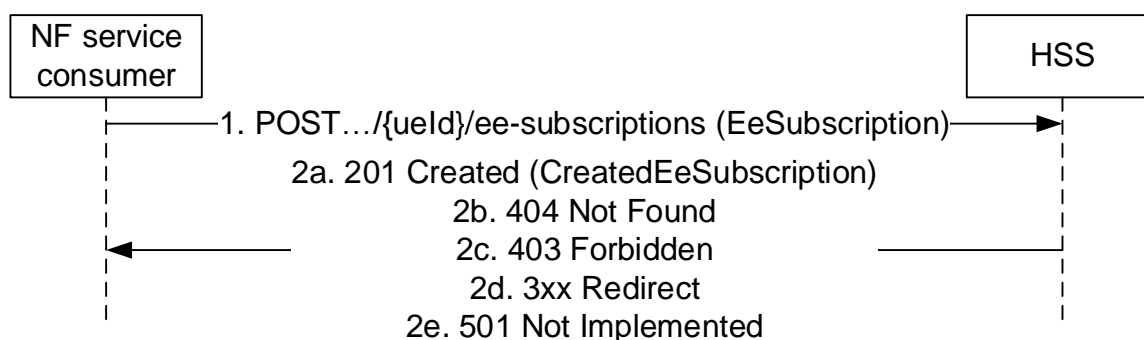 NF service
consumer
HSS
1. POST…/{ueId}/ee-subscriptions (EeSubscription)
2a. 201 Created (CreatedEeSubscription)
2b. 404 Not Found
2c. 403 Forbidden
2d. 3xx Redirect
2e. 501 Not Implemented